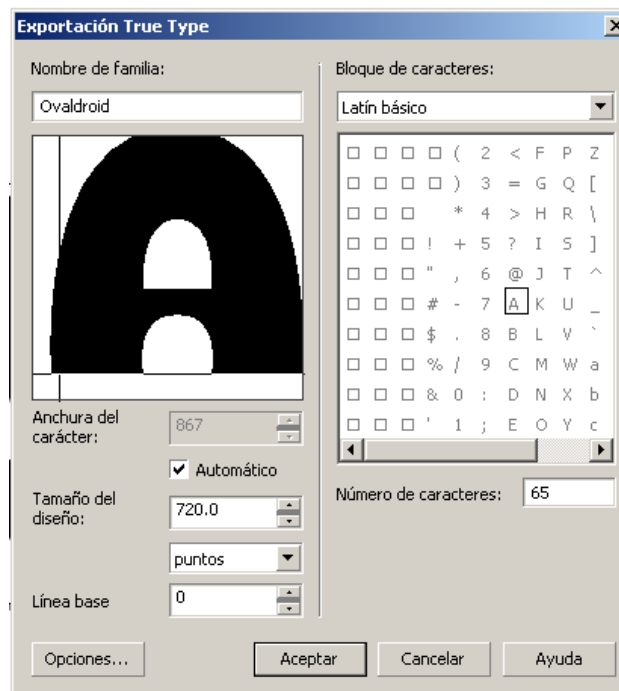 Exportación True Type
Nombre de familia:
Ovaldroid
Anchura del
carácter:
867
Automático
Tamaño del
diseño:
720.0
puntos
Línea base
0
Bloque de caracteres:
Latín básico
( 2 < F P Z
) 3 = G Q [
* 4 > H R \
! + 5 ? I S ]
" , 6 @ J T ^
# - 7 A K U _
$ . 8 B L V `
% / 9 C M W a
& 0 : D N X b
' 1 ; E O Y c
Número de caracteres:
65
Opciones...
Aceptar
Cancelar
Ayuda